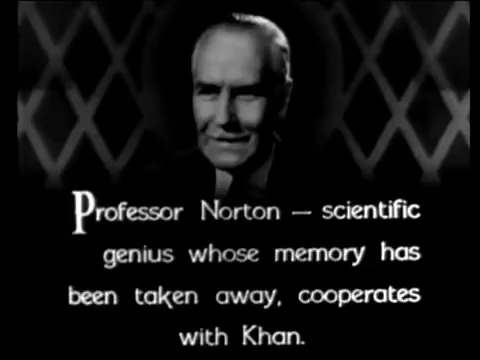 Professor Norton — scientific
genius whose memory has
been taken away, cooperates
with Khan.